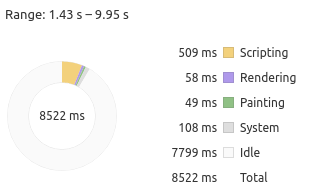 Range: 1.43 s – 9.95 s
509 ms Scripting
58 ms Rendering
49 ms Painting
8522 ms
108 ms System
7799 ms Idle
8522 ms Total